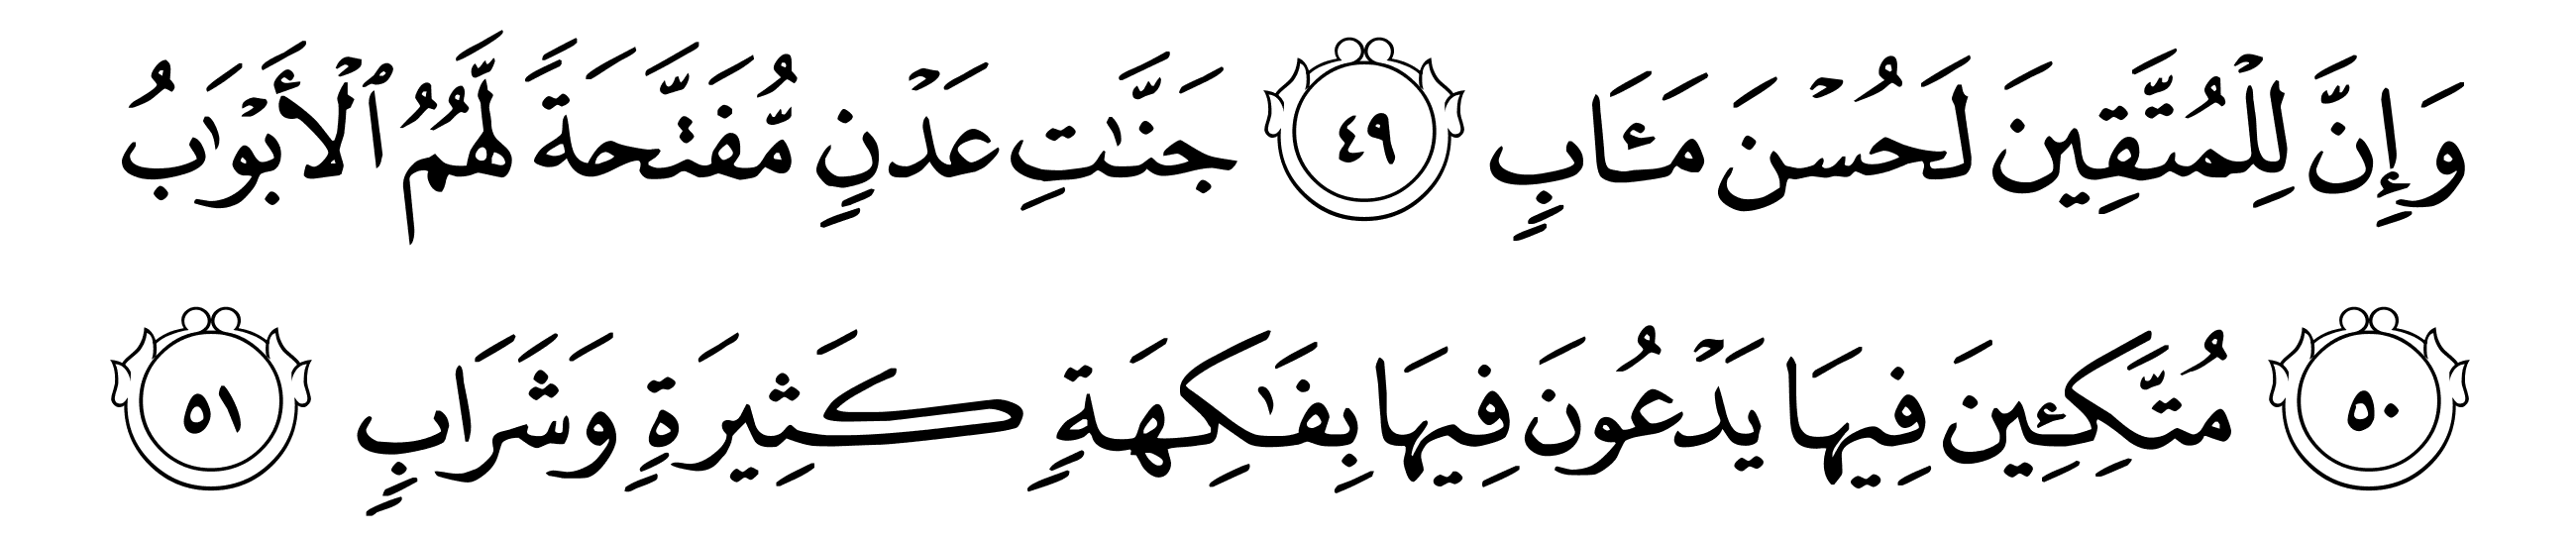 وَإِنَّ لِلْمُتَّقِينَ لَحُسْنَ مَـَٔابٍ ٤٩ جَنَّـٰتِ عَدْنٍ مُّفَتَّحَةً لَّهُمُ ٱلْأَبْوَٰبُ
٥٠ مُتَّكِـِٔينَ فِيهَا يَدْعُونَ فِيهَا بِفَـٰكِهَةٍ كَثِيرَةٍ وَشَرَابٍ ٥١